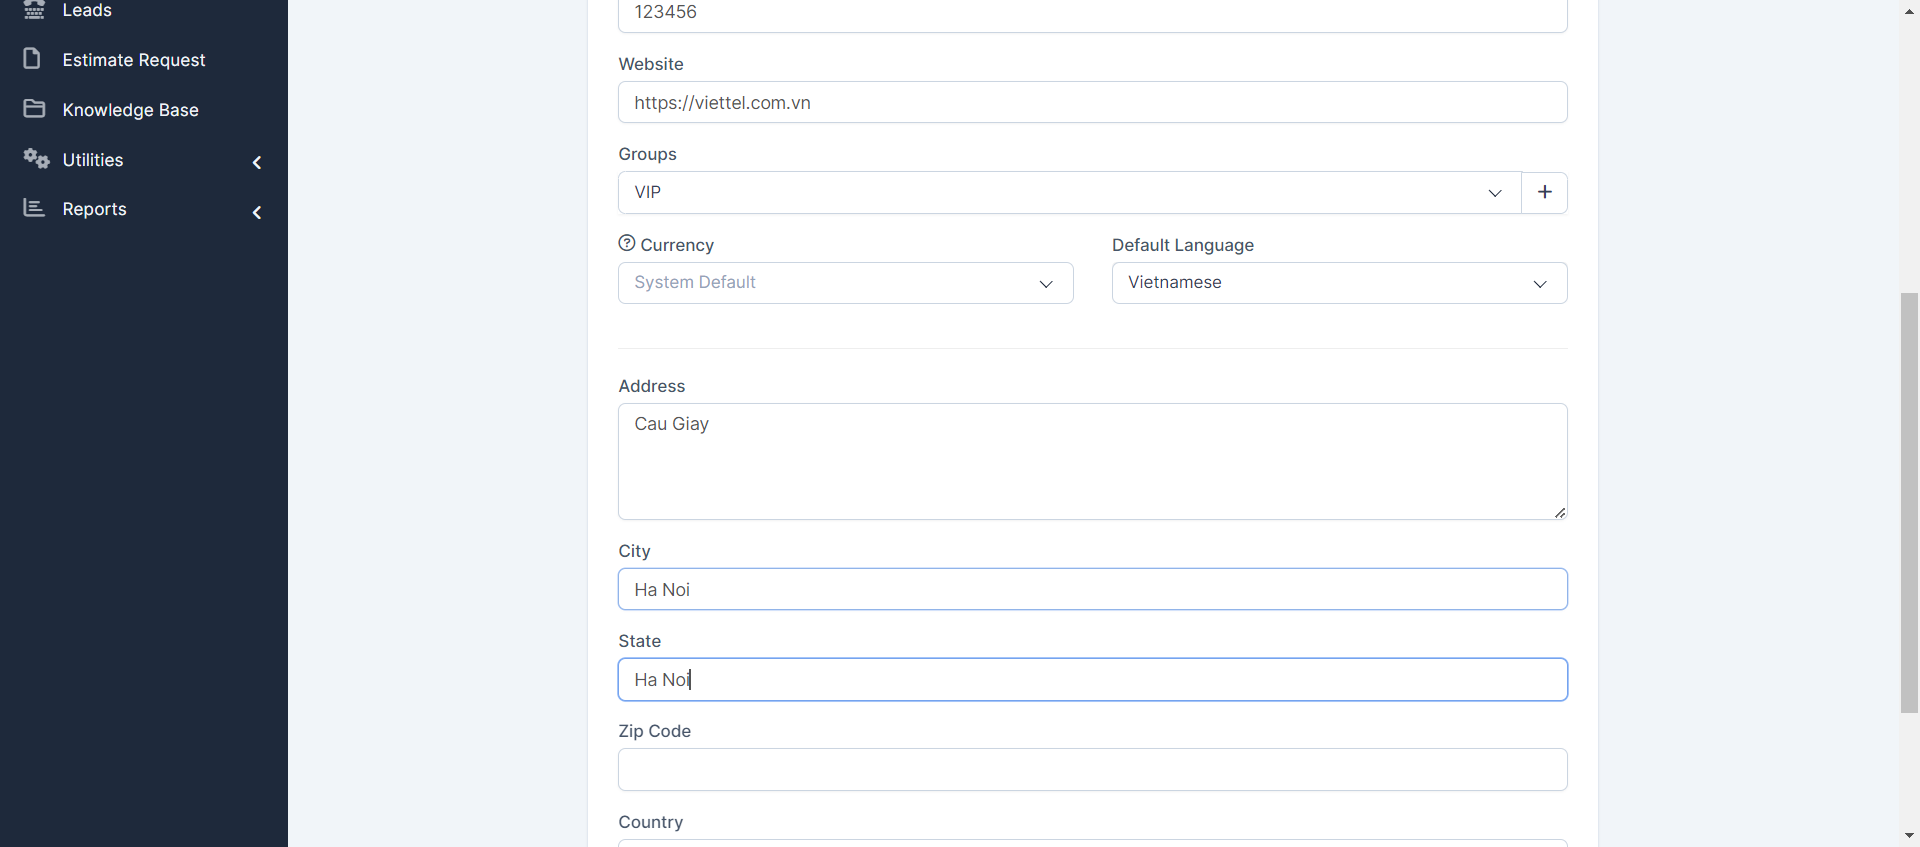 Leads
Estimate Request
Knowledge Base
Utilities
Reports
123456
Website
https://viettel.com.vn
Groups
VIP
Currency
Default Language
System Default
Vietnamese
Address
Cau Giay
City
Ha Noi
State
Ha Noi
Zip Code
Country